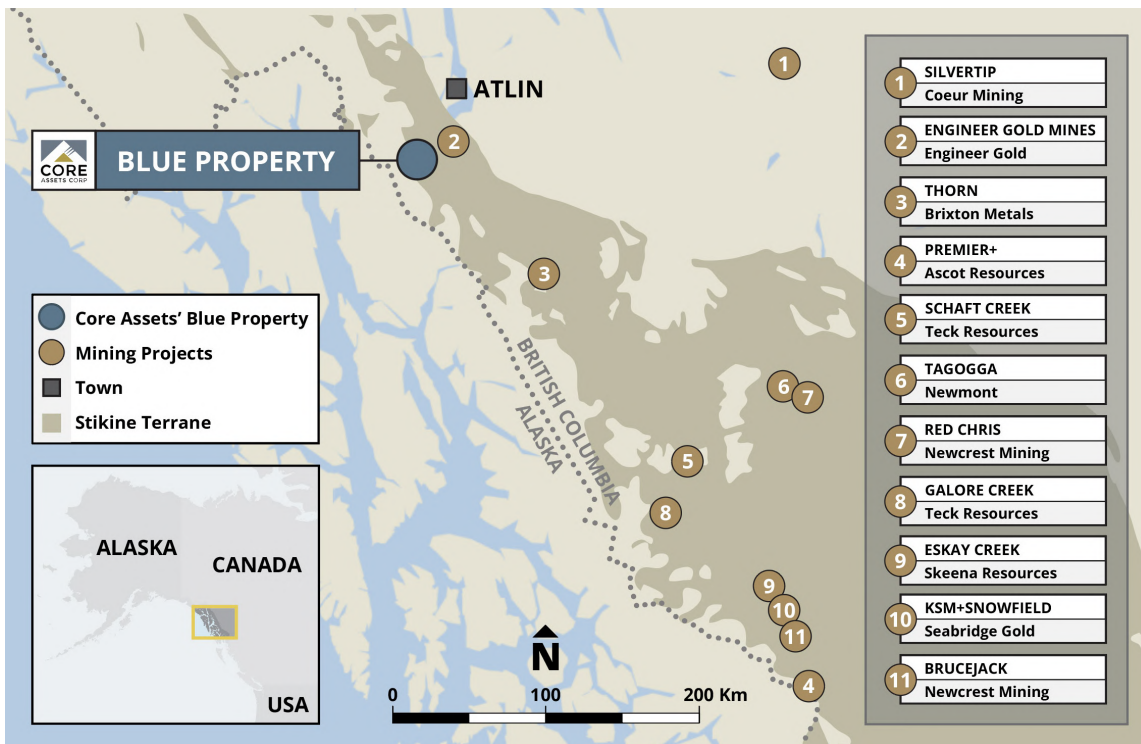 ATLIN
CORE
ASSETS CORP
BLUE PROPERTY
1
2
3
4
5
6
7
8
9
10
11
BRITISH COLUMBIA
ALASKA
Core Assets' Blue Property
Mining Projects
Town
Stikine Terrane
ALASKA
CANADA
USA
N
0 100 200 Km
1
SILVERTIP
Coeur Mining
2
ENGINEER GOLD MINES
Engineer Gold
3
THORN
Brixton Metals
4
PREMIER+
Ascot Resources
5
SCHAFT CREEK
Teck Resources
6
TAGOGGA
Newmont
7
RED CHRIS
Newcrest Mining
8
GALORE CREEK
Teck Resources
9
ESKAY CREEK
Skeena Resources
10
KSM+SNOWFIELD
Seabridge Gold
11
BRUCEJACK
Newcrest Mining